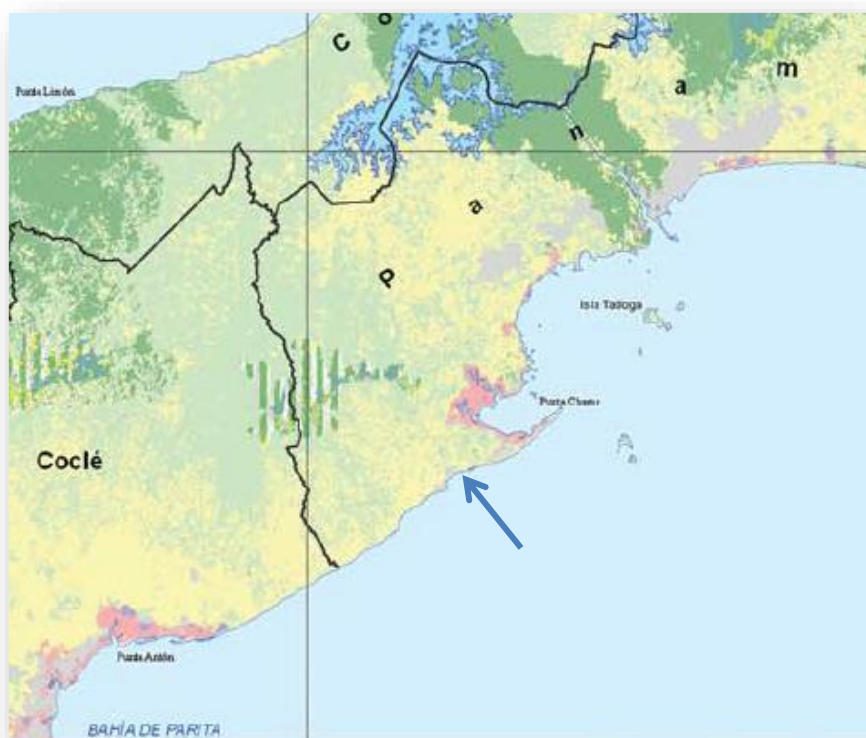 C o
Punta Limón
a m
n
a
P
Isla Taboga
Punta Chame
Coclé
Punta Antón
BAHÍA DE PARITA